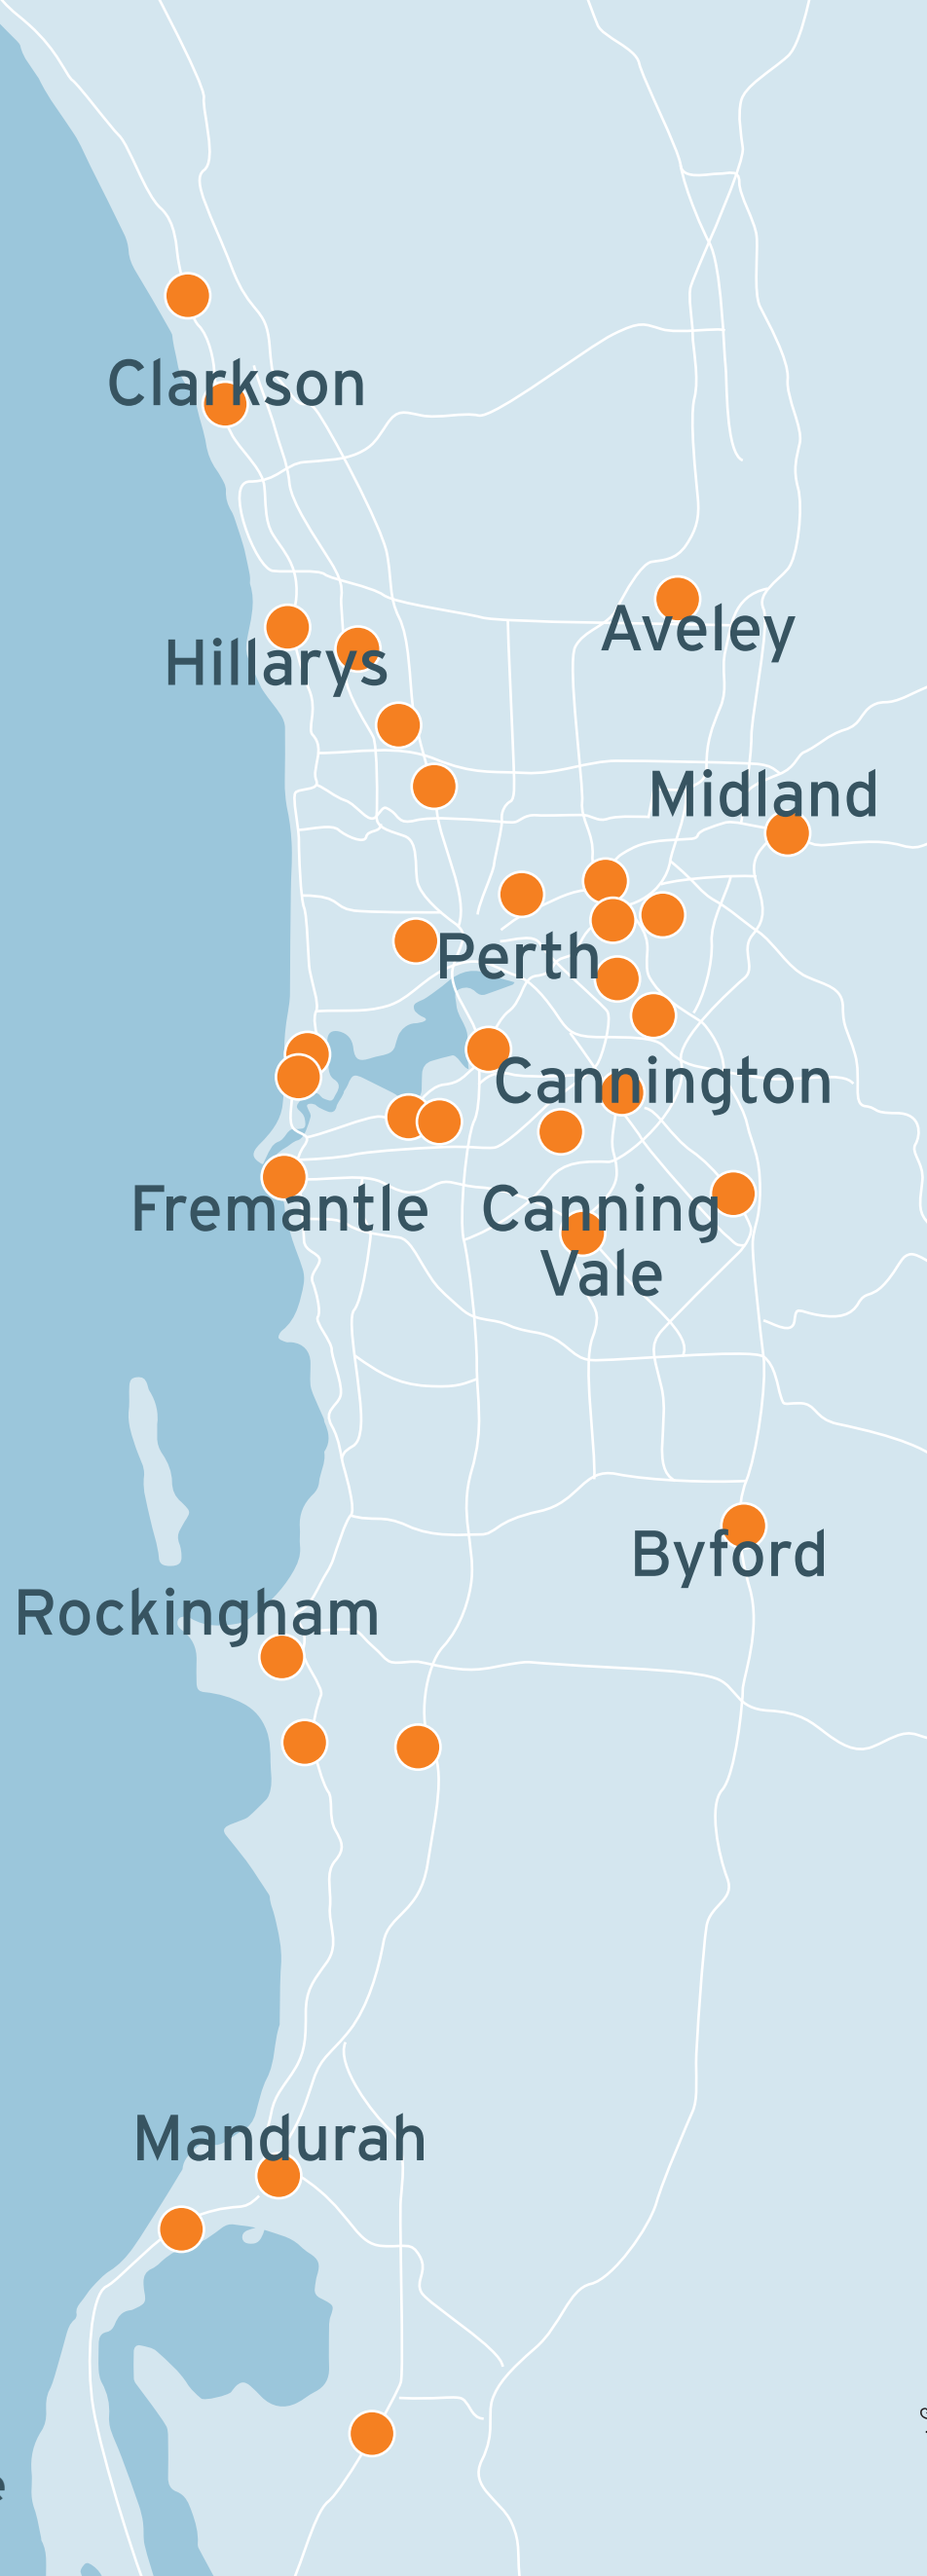 Clarkson
Aveley
Hillarys
Midland
Perth
Cannington
Fremantle
Canning
Vale
Byford
Rockingham
Mandurah